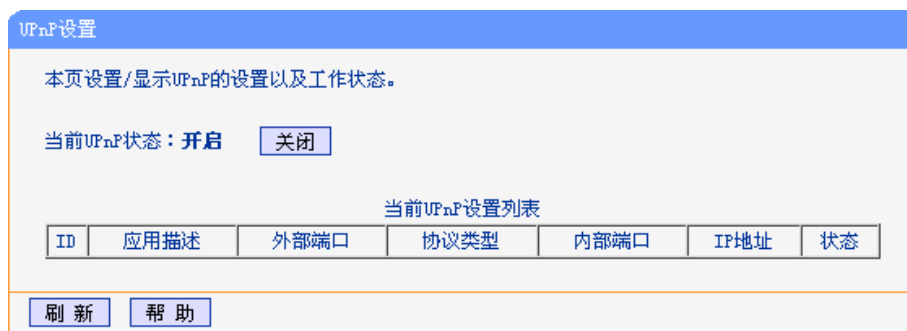 UPnP设置
本页设置/显示UPnP的设置以及工作状态。
当前UPnP状态：开启 关闭
当前UPnP设置列表
ID 应用描述 外部端口 协议类型 内部端口 IP地址 状态
刷 新 帮 助